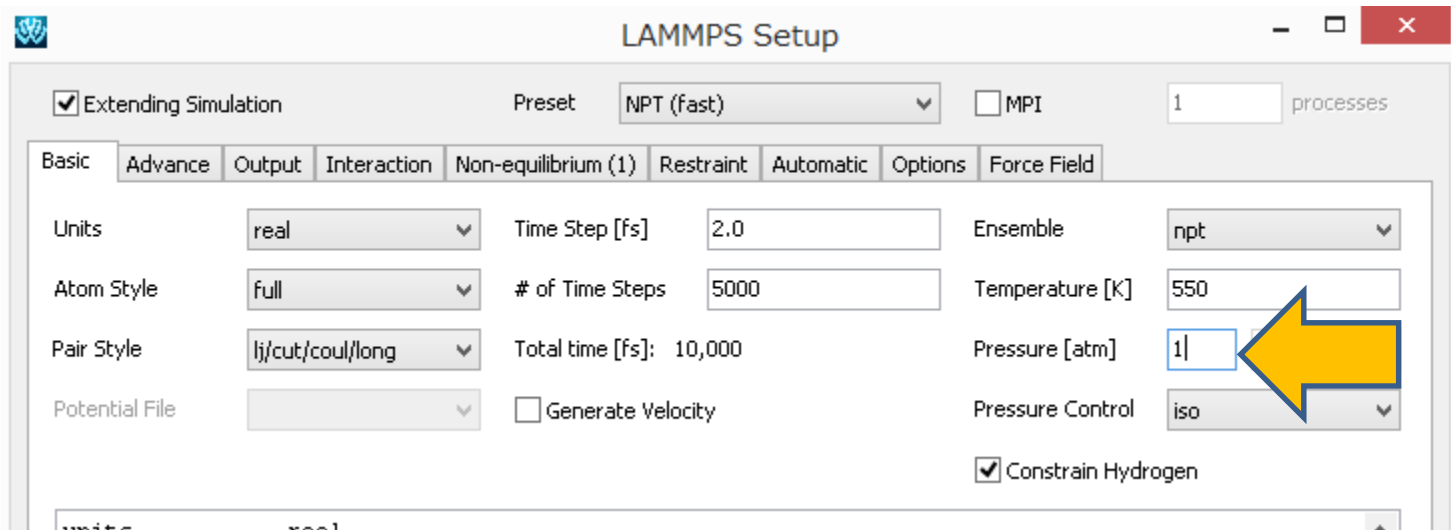 LAMMPS Setup
Extending Simulation Preset NPT (fast) MPI 1 processes
Basic Advance Output Interaction Non-equilibrium (1) Restraint Automatic Options Force Field
Units real Time Step [fs] 2.0 Ensemble npt
Atom Style full # of Time Steps 5000 Temperature [K] 550
Pair Style lj/cut/coul/long Total time [fs]: 10,000 Pressure [atm] 1
Potential File Generate Velocity Pressure Control iso
Constrain Hydrogen
units real